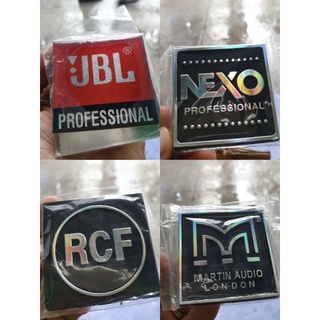 JBL®
PROFESSIONAL
NEXO
PROFESSIONAL
RCF
M
MARTIN AUDIO
LONDON